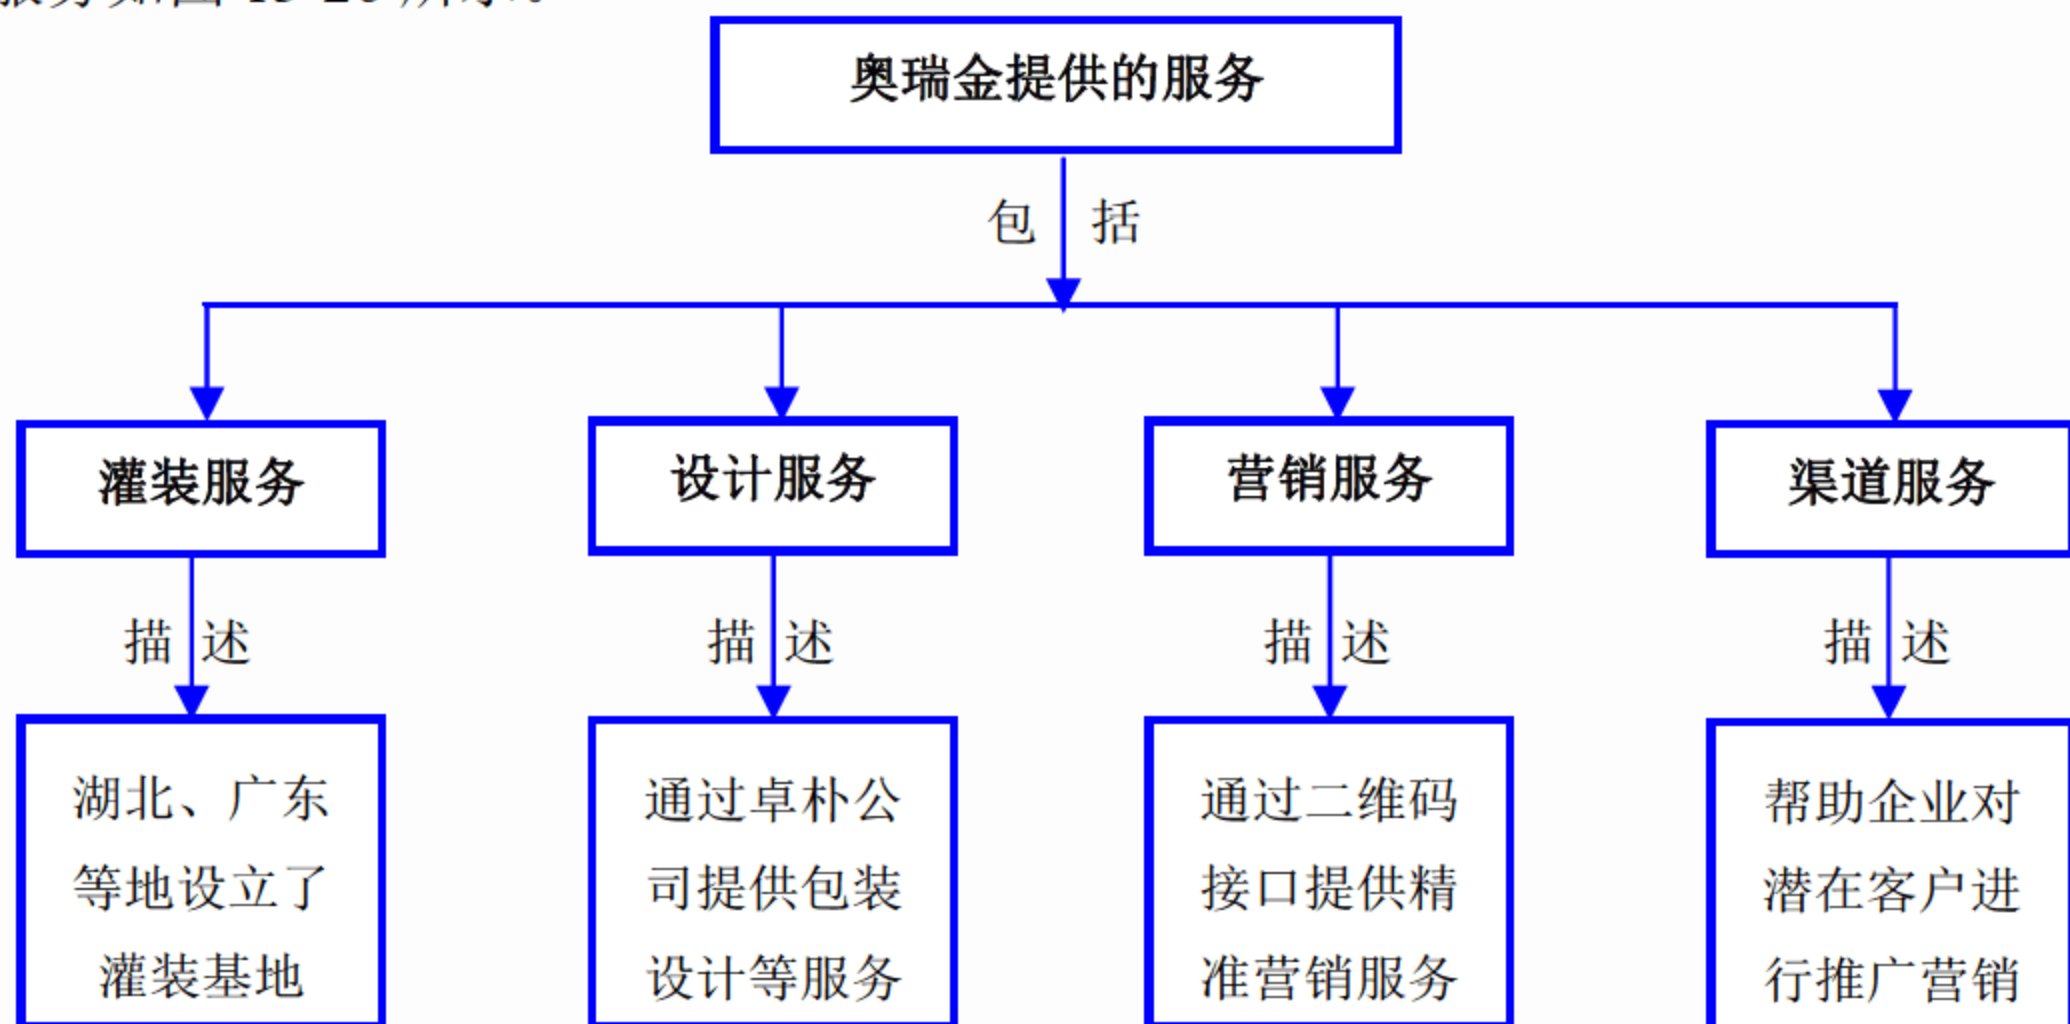 奥瑞金提供的服务
包 括
灌装服务
设计服务
营销服务
渠道服务
描 述
描 述
描 述
描 述
湖北、广东
等地设立了
灌装基地
通过卓朴公
司提供包装
设计等服务
通过二维码
接口提供精
准营销服务
帮助企业对
潜在客户进
行推广营销